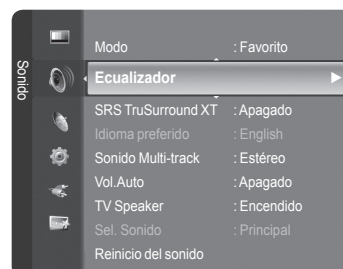 Sonido
Modo : Favorito
Ecualizador
SRS TruSurround XT : Apagado
Idioma preferido : English
Sonido Multi-track : Estéreo
Vol.Auto : Apagado
TV Speaker : Encendido
Sel. Sonido : Principal
Reinicio del sonido